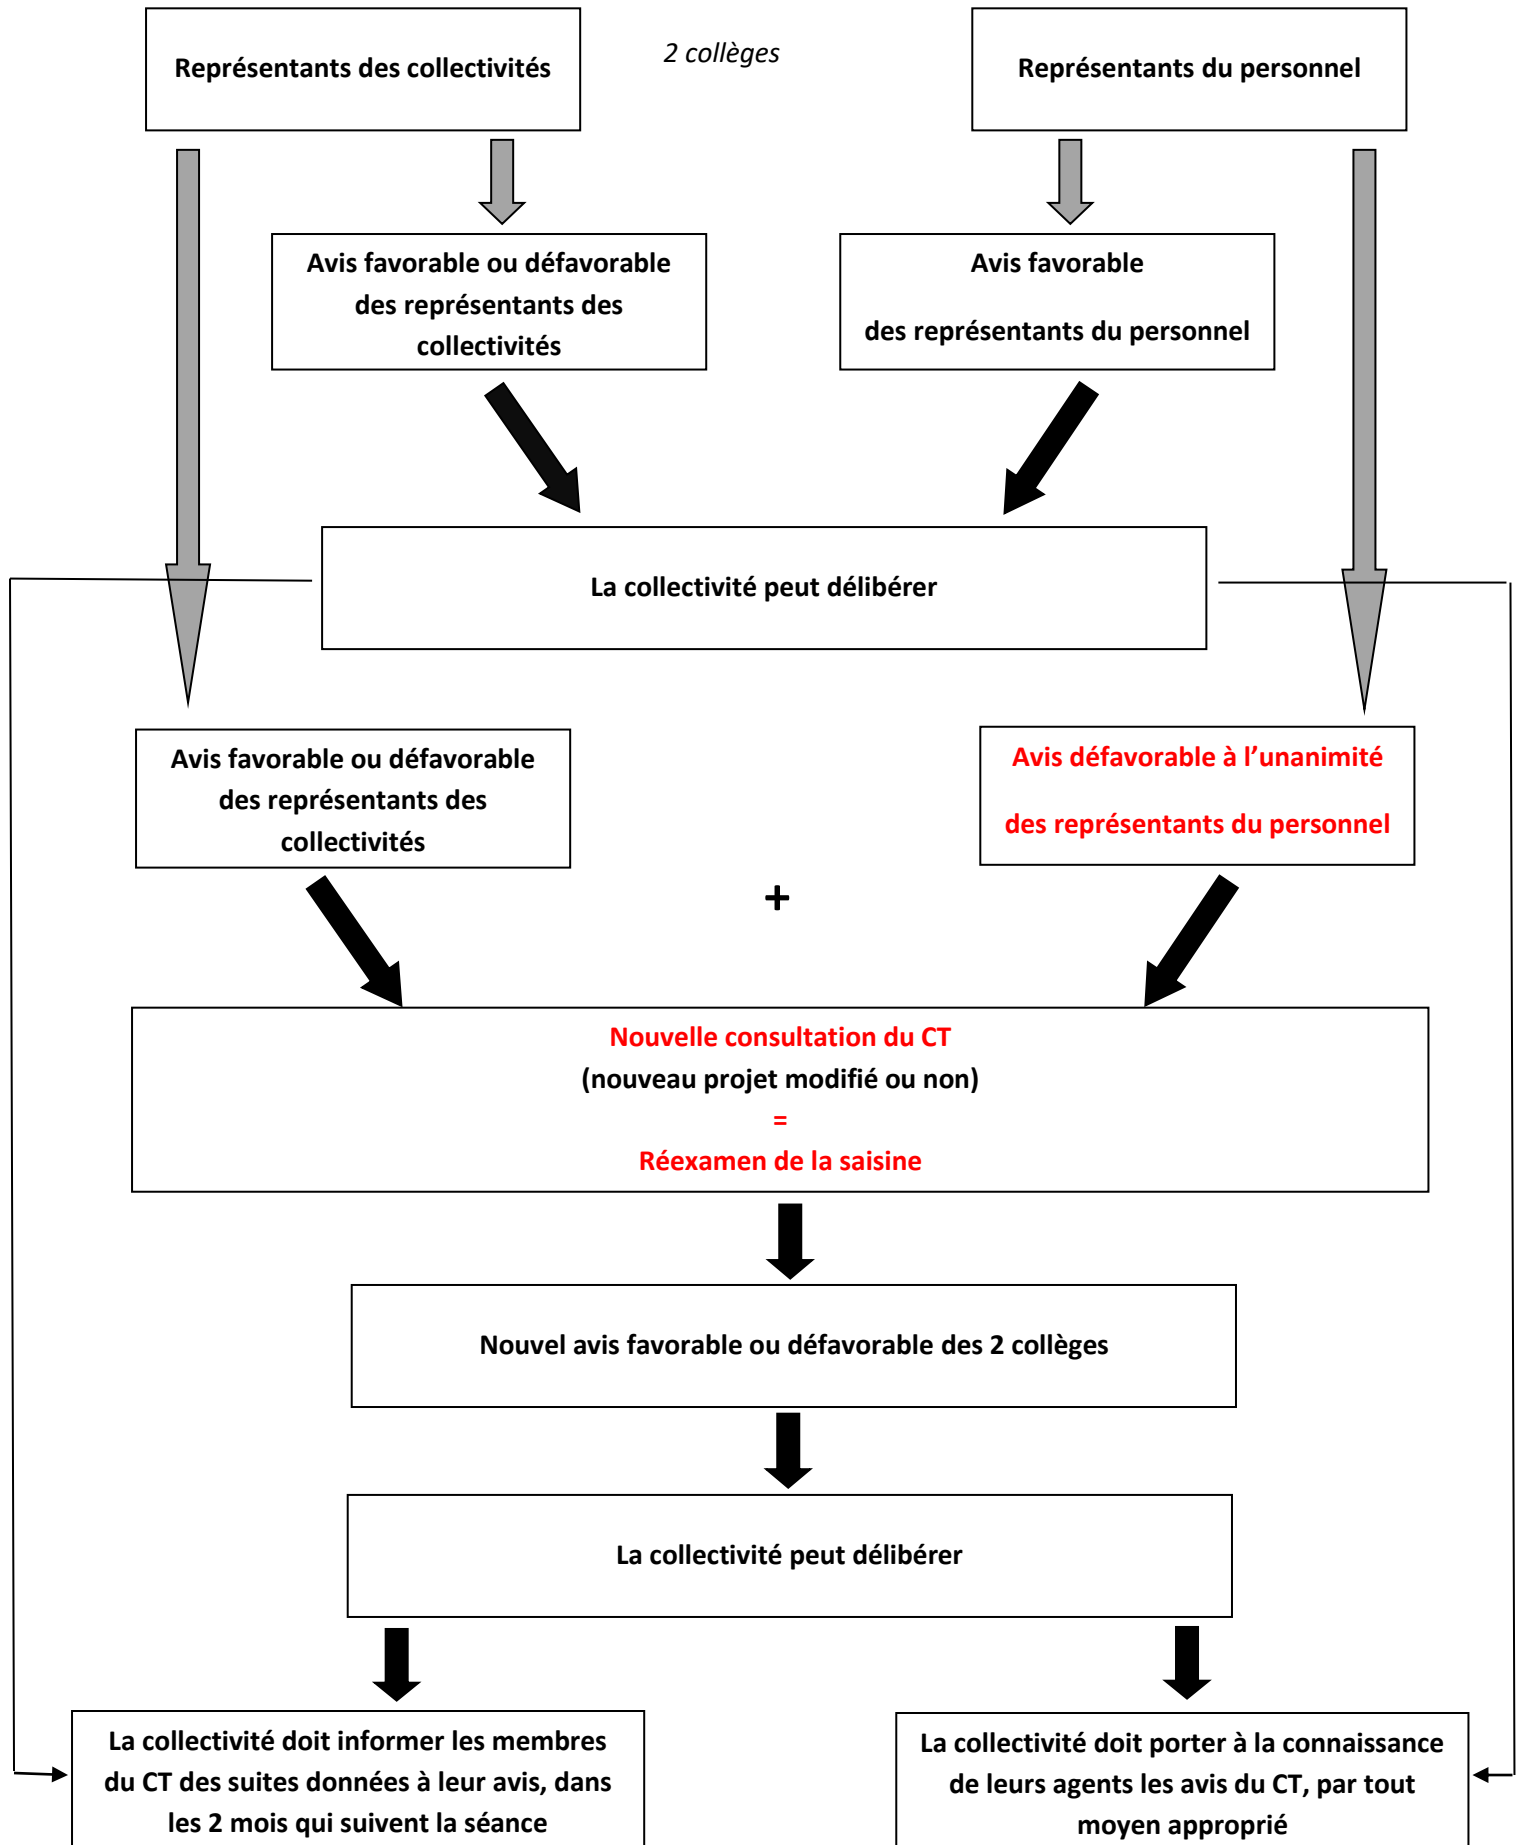 Représentants des collectivités
2 collèges
Représentants du personnel
Avis favorable ou défavorable
des représentants des
collectivités
Avis favorable
des représentants du personnel
La collectivité peut délibérer
Avis favorable ou défavorable
des représentants des
collectivités
Avis défavorable à l’unanimité
des représentants du personnel
+
Nouvelle consultation du CT
(nouveau projet modifié ou non)
=
Réexamen de la saisine
Nouvel avis favorable ou défavorable des 2 collèges
La collectivité peut délibérer
La collectivité doit informer les membres
du CT des suites données à leur avis, dans
les 2 mois qui suivent la séance
La collectivité doit porter à la connaissance
de leurs agents les avis du CT, par tout
moyen approprié